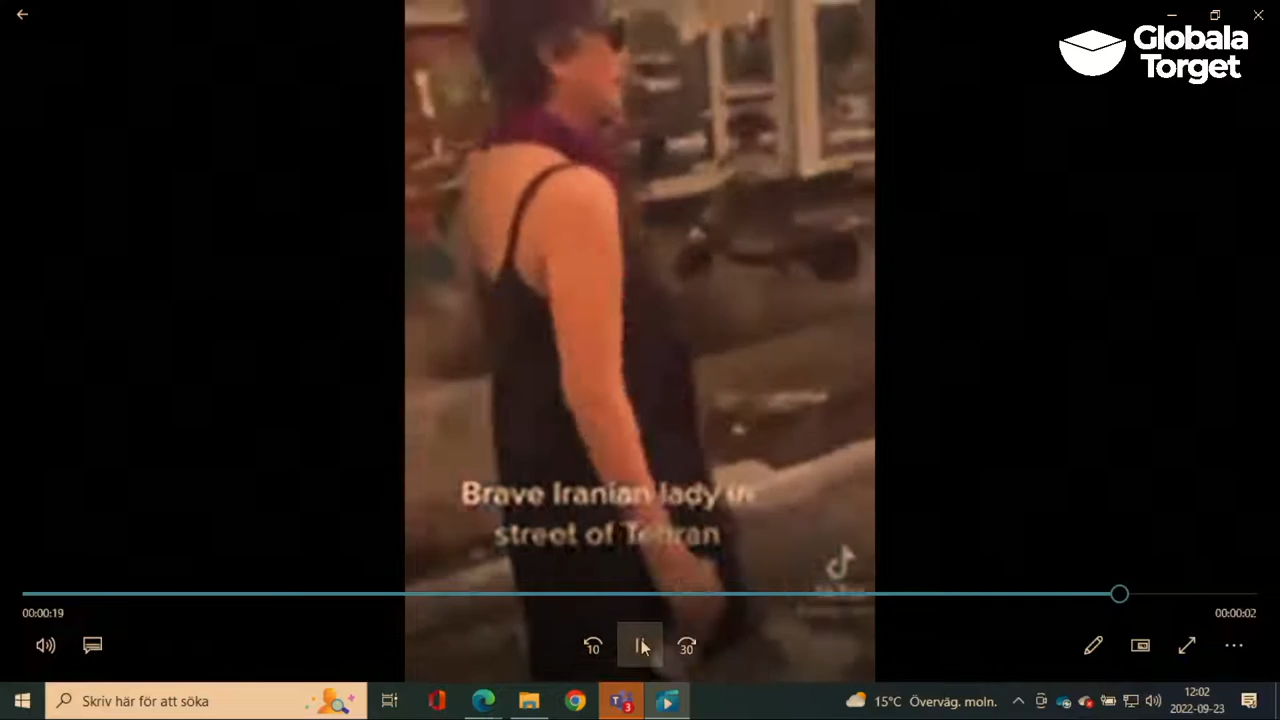 Globala
Torget
Brave Iranian lady in
street of Tehran
00:00:19
00:00:02
10
30
Skriv här för att söka
3
15°C Överväg. moln.
12:02
2022-09-23